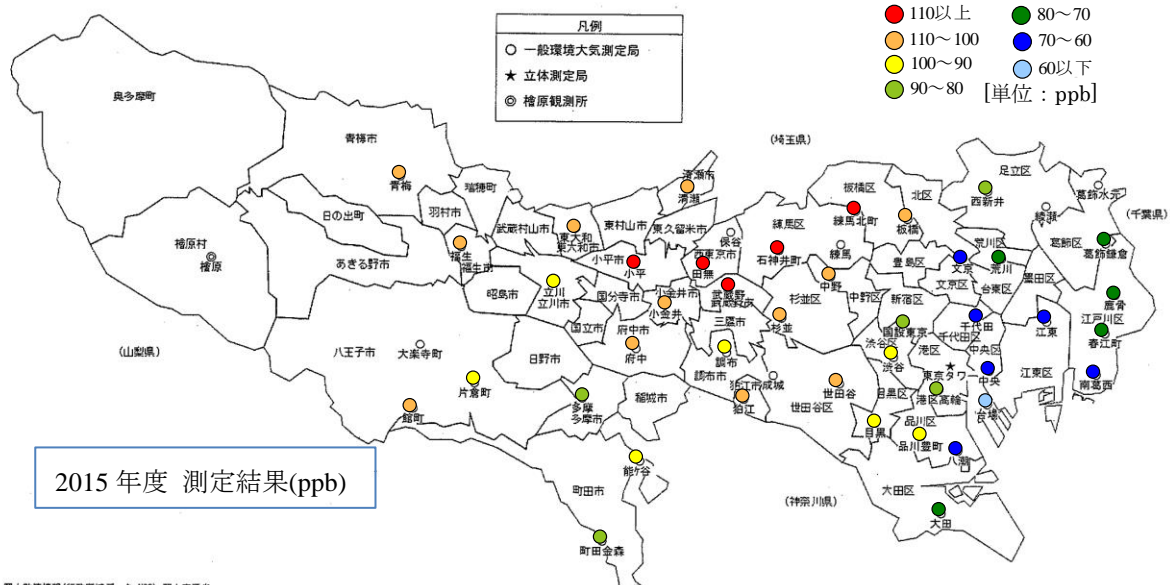 110以上
110～100
100～90
90～80
80～70
70～60
60以下
[単位：ppb]
凡例
一般環境大気測定局
立体測定局
檜原観測所
(埼玉県)
(千葉県)
(山梨県)
(神奈川県)
奥多摩町
青梅市
青梅
瑞穂町
羽村市
日の出町
檜原村
檜原
あきる野市
福生
福生市
武蔵村山市
東大和
東大和市
東村山市
清瀬市
清瀬
東久留米市
小平市
小平
西東京市
保谷
田無
武蔵野
武蔵野市
昭島市
立川
立川市
国分寺市
小金井市
小金井
国立市
府中市
府中
三鷹市
調布
調布市
狛江市
狛江
成城
八王子市
大楽寺町
片倉町
館町
日野市
多摩
多摩市
稲城市
町田市
能ケ谷
町田金森
練馬区
石神井町
練馬
板橋区
練馬北町
北区
板橋
足立区
西新井
綾瀬
葛飾水元
葛飾区
葛飾鎌倉
荒川区
荒川
豊島区
文京
文京区
台東区
墨田区
中野
中野区
杉並区
杉並
新宿区
国設東京
渋谷区
渋谷
千代田
千代田区
港区
東京タワー
中央区
中央
江東
江東区
江戸川区
鹿骨
春江町
南葛西
世田谷
世田谷区
目黒区
目黒
港区高輪
台場
品川区
品川豊町
八潮
大田区
大田
2015 年度 測定結果(ppb)